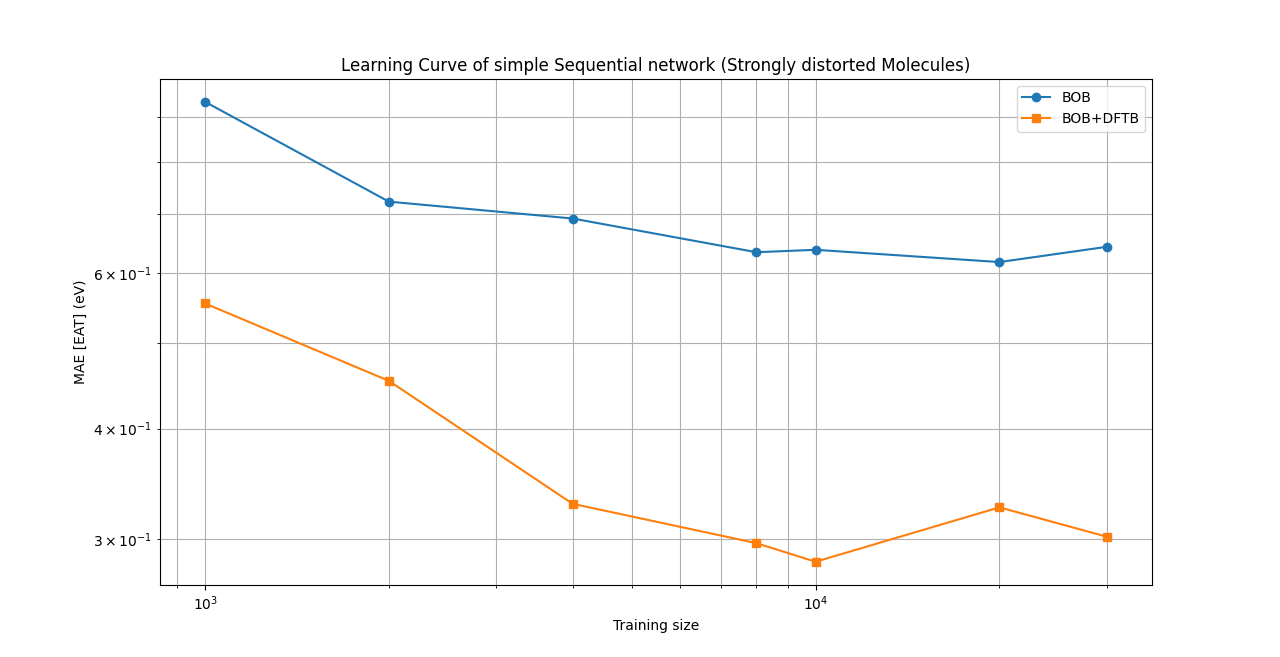 Learning Curve of simple Sequential network (Strongly distorted Molecules)
BOB
BOB+DFTB
MAE [EAT] (eV)
6 × 10⁻¹
4 × 10⁻¹
3 × 10⁻¹
10³
10⁴
Training size